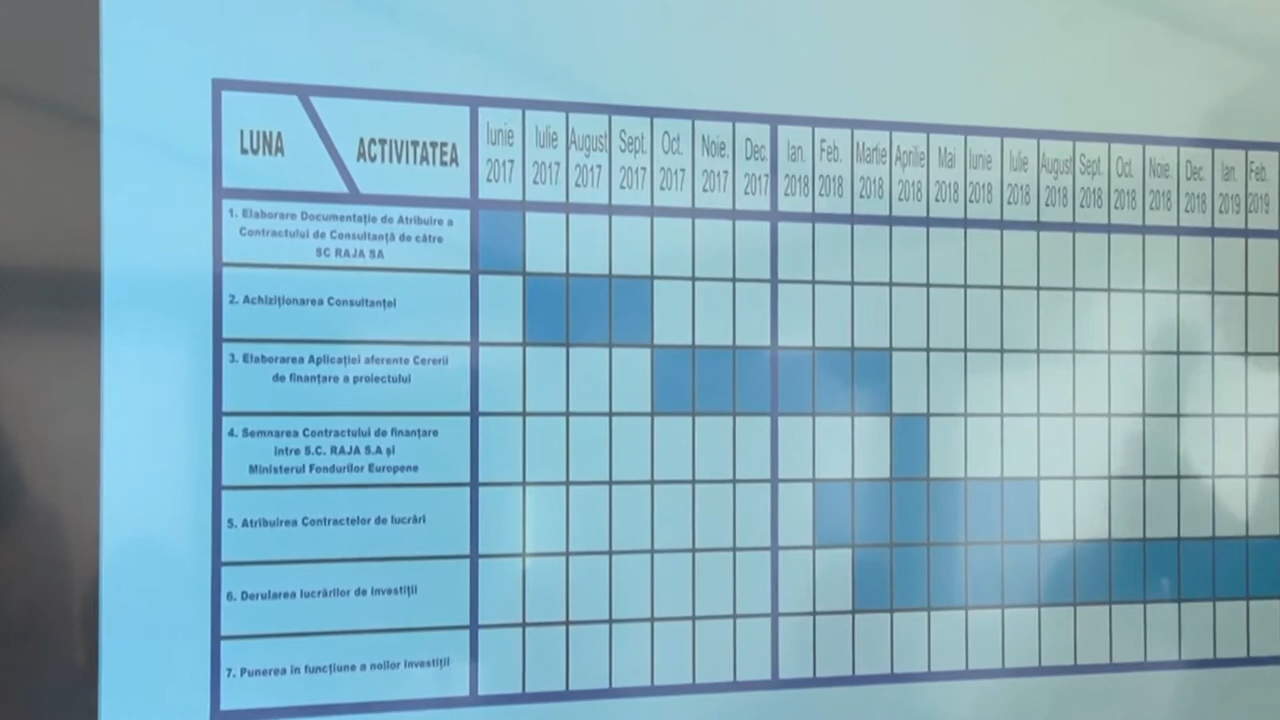 LUNA
ACTIVITATEA
Iunie 2017
Iulie 2017
August 2017
Sept. 2017
Oct. 2017
Noie. 2017
Dec. 2017
Ian. 2018
Feb. 2018
Martie 2018
Aprilie 2018
Mai 2018
Iunie 2018
Iulie 2018
August 2018
Sept. 2018
Oct. 2018
Noie. 2018
Dec. 2018
Ian. 2019
Feb. 2019
1. Elaborare Documentație de Atribuire a
Contractului de Consultanță de către
SC RAJA SA
2. Achiziționarea Consultanței
3. Elaborarea Aplicației aferente Cererii
de finanțare a proiectului
4. Semnarea Contractului de finanțare
între S.C. RAJA S.A și
Ministerul Fondurilor Europene
5. Atribuirea Contractelor de lucrări
6. Derularea lucrărilor de investiții
7. Punerea în funcțiune a noilor investiții